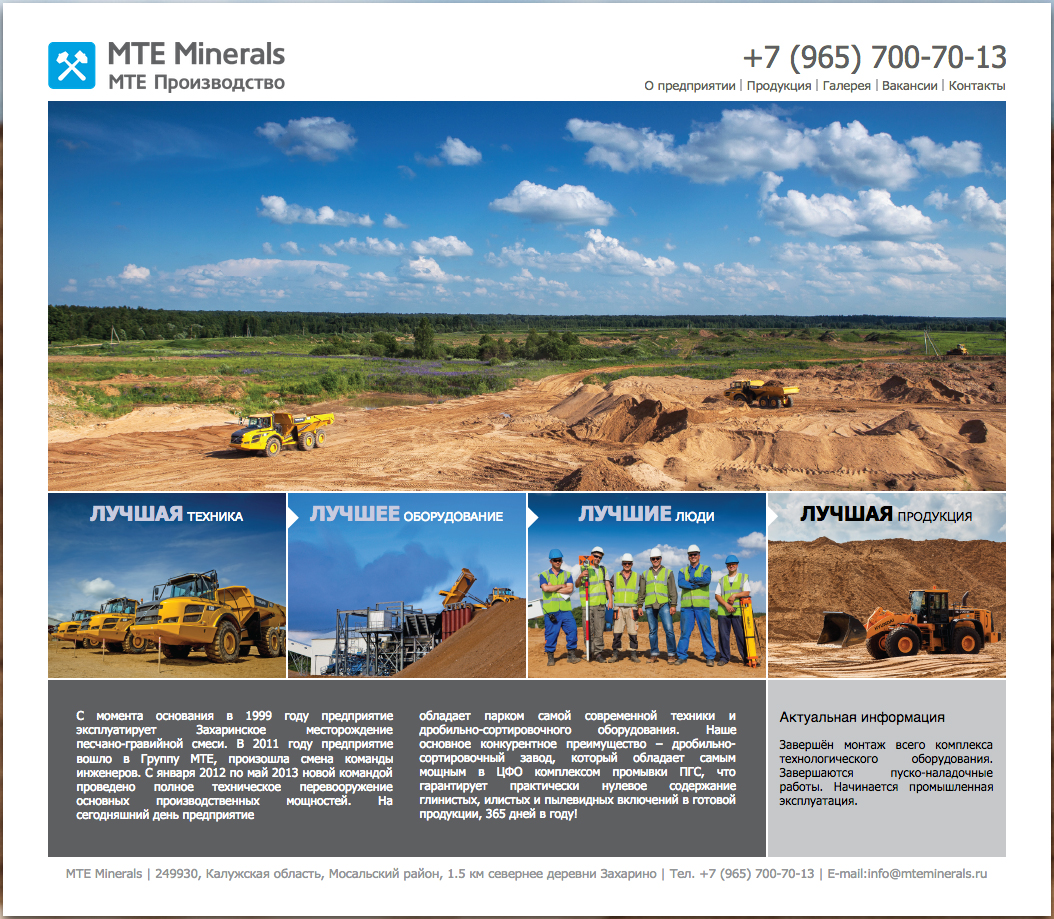 MTE Minerals
МТЕ Производство
+7 (965) 700-70-13
О предприятии | Продукция | Галерея | Вакансии | Контакты
ЛУЧШАЯ ТЕХНИКА
ЛУЧШЕЕ ОБОРУДОВАНИЕ
ЛУЧШИЕ ЛЮДИ
ЛУЧШАЯ ПРОДУКЦИЯ
С момента основания в 1999 году предприятие
эксплуатирует Захаринское месторождение
песчано-гравийной смеси. В 2011 году предприятие
вошло в Группу МТЕ, произошла смена команды
инженеров. С января 2012 по май 2013 новой командой
проведено полное техническое перевооружение
основных производственных мощностей. На
сегодняшний день предприятие
обладает парком самой современной техники и
дробильно-сортировочного оборудования. Наше
основное конкурентное преимущество – дробильно-
сортировочный завод, который обладает самым
мощным в ЦФО комплексом промывки ПГС, что
гарантирует практически нулевое содержание
глинистых, илистых и пылевидных включений в готовой
продукции, 365 дней в году!
Актуальная информация
Завершён монтаж всего комплекса
технологического оборудования.
Завершаются пуско-наладочные
работы. Начинается промышленная
эксплуатация.
MTE Minerals | 249930, Калужская область, Мосальский район, 1.5 км севернее деревни Захарино | Тел. +7 (965) 700-70-13 | E-mail:info@mteminerals.ru